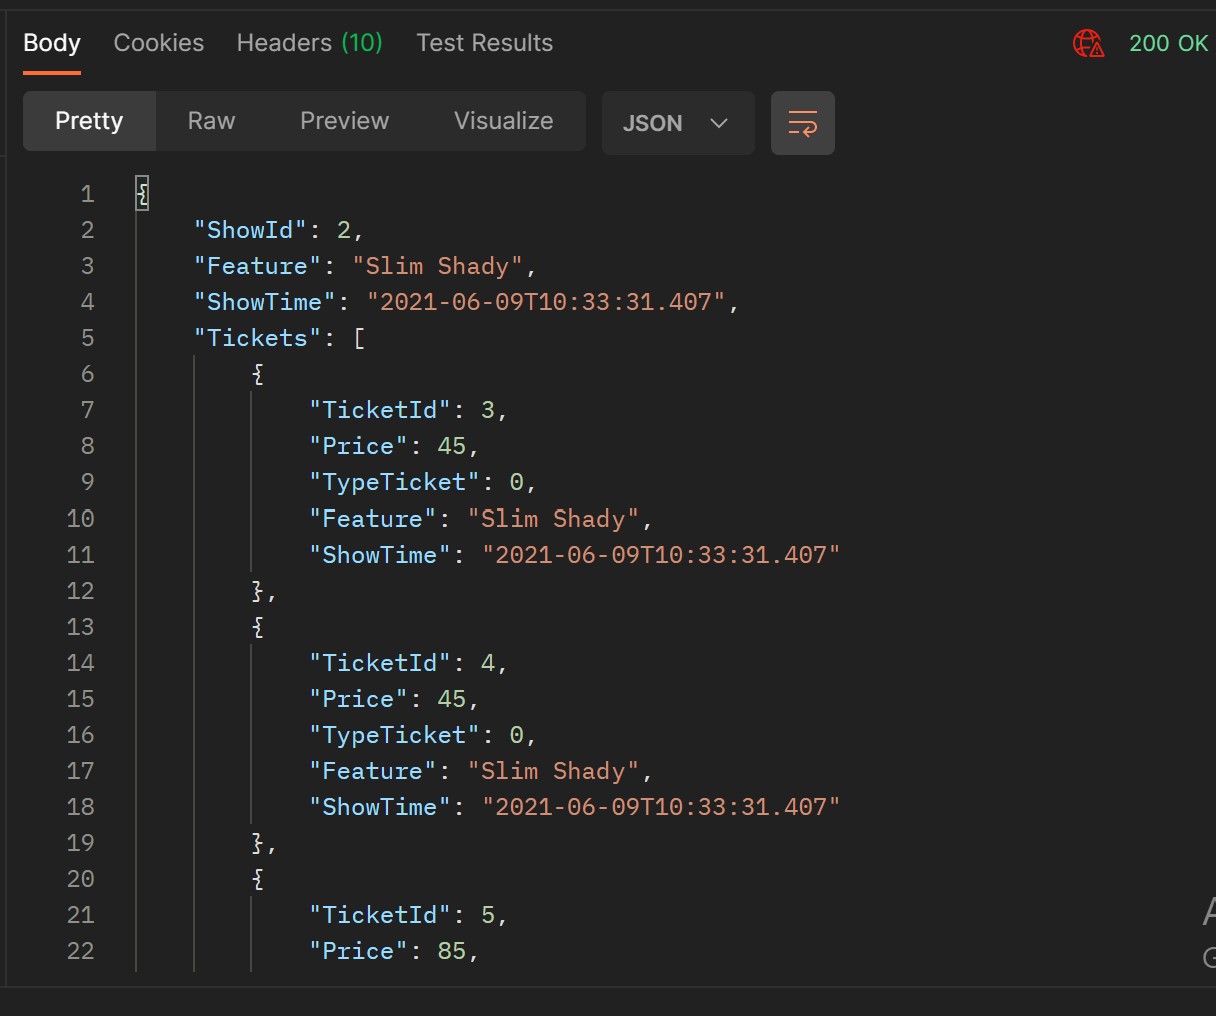 Body Cookies Headers (10) Test Results 200 OK
Pretty Raw Preview Visualize JSON
1 {
2 "ShowId": 2,
3 "Feature": "Slim Shady",
4 "ShowTime": "2021-06-09T10:33:31.407",
5 "Tickets": [
6 {
7 "TicketId": 3,
8 "Price": 45,
9 "TypeTicket": 0,
10 "Feature": "Slim Shady",
11 "ShowTime": "2021-06-09T10:33:31.407"
12 },
13 {
14 "TicketId": 4,
15 "Price": 45,
16 "TypeTicket": 0,
17 "Feature": "Slim Shady",
18 "ShowTime": "2021-06-09T10:33:31.407"
19 },
20 {
21 "TicketId": 5,
22 "Price": 85,